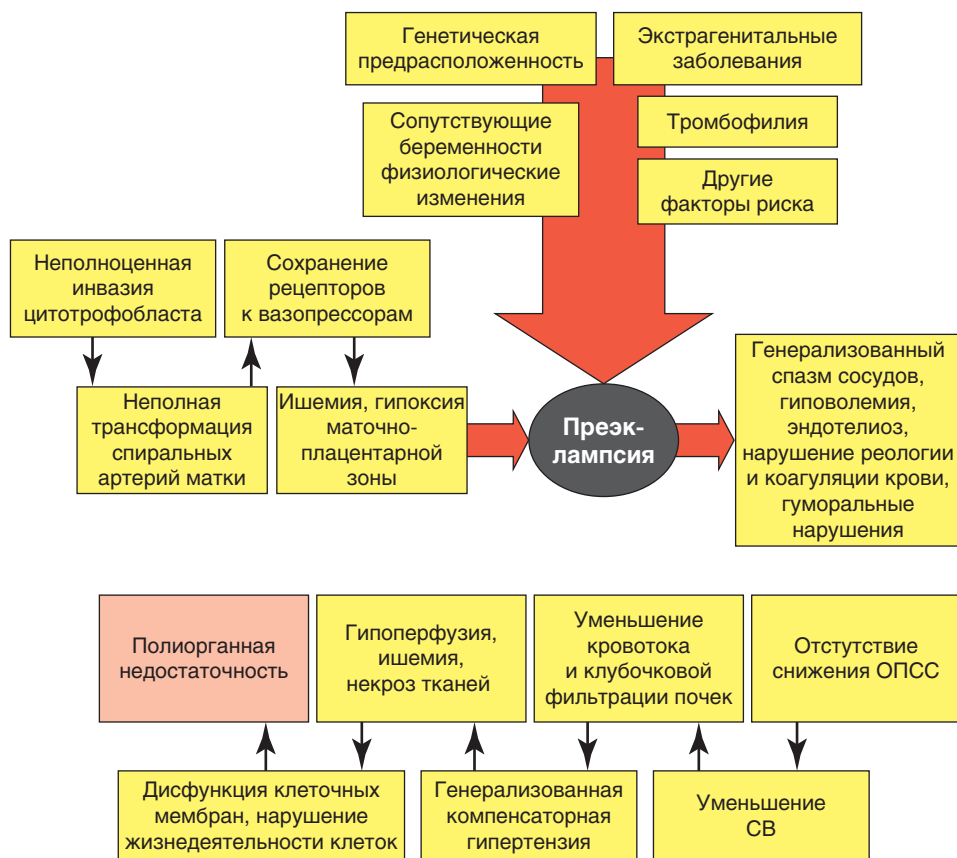 Генетическая
предрасположенность
Экстрагенитальные
заболевания
Сопутствующие
беременности
физиологические
изменения
Тромбофилия
Другие
факторы риска
Неполноценная
инвазия
цитотрофобласта
Сохранение
рецепторов
к вазопрессорам
Неполная
трансформация
спиральных
артерий матки
Ишемия, гипоксия
маточно-
плацентарной
зоны
Преэк-
лампсия
Генерализованный
спазм сосудов,
гиповолемия,
эндотелиоз,
нарушение реологии
и коагуляции крови,
гуморальные
нарушения
Полиорганная
недостаточность
Гипоперфузия,
ишемия,
некроз тканей
Уменьшение
кровотока
и клубочковой
фильтрации почек
Отстутствие
снижения ОПСС
Дисфункция клеточных
мембран, нарушение
жизнедеятельности клеток
Генерализованная
компенсаторная
гипертензия
Уменьшение
СВ